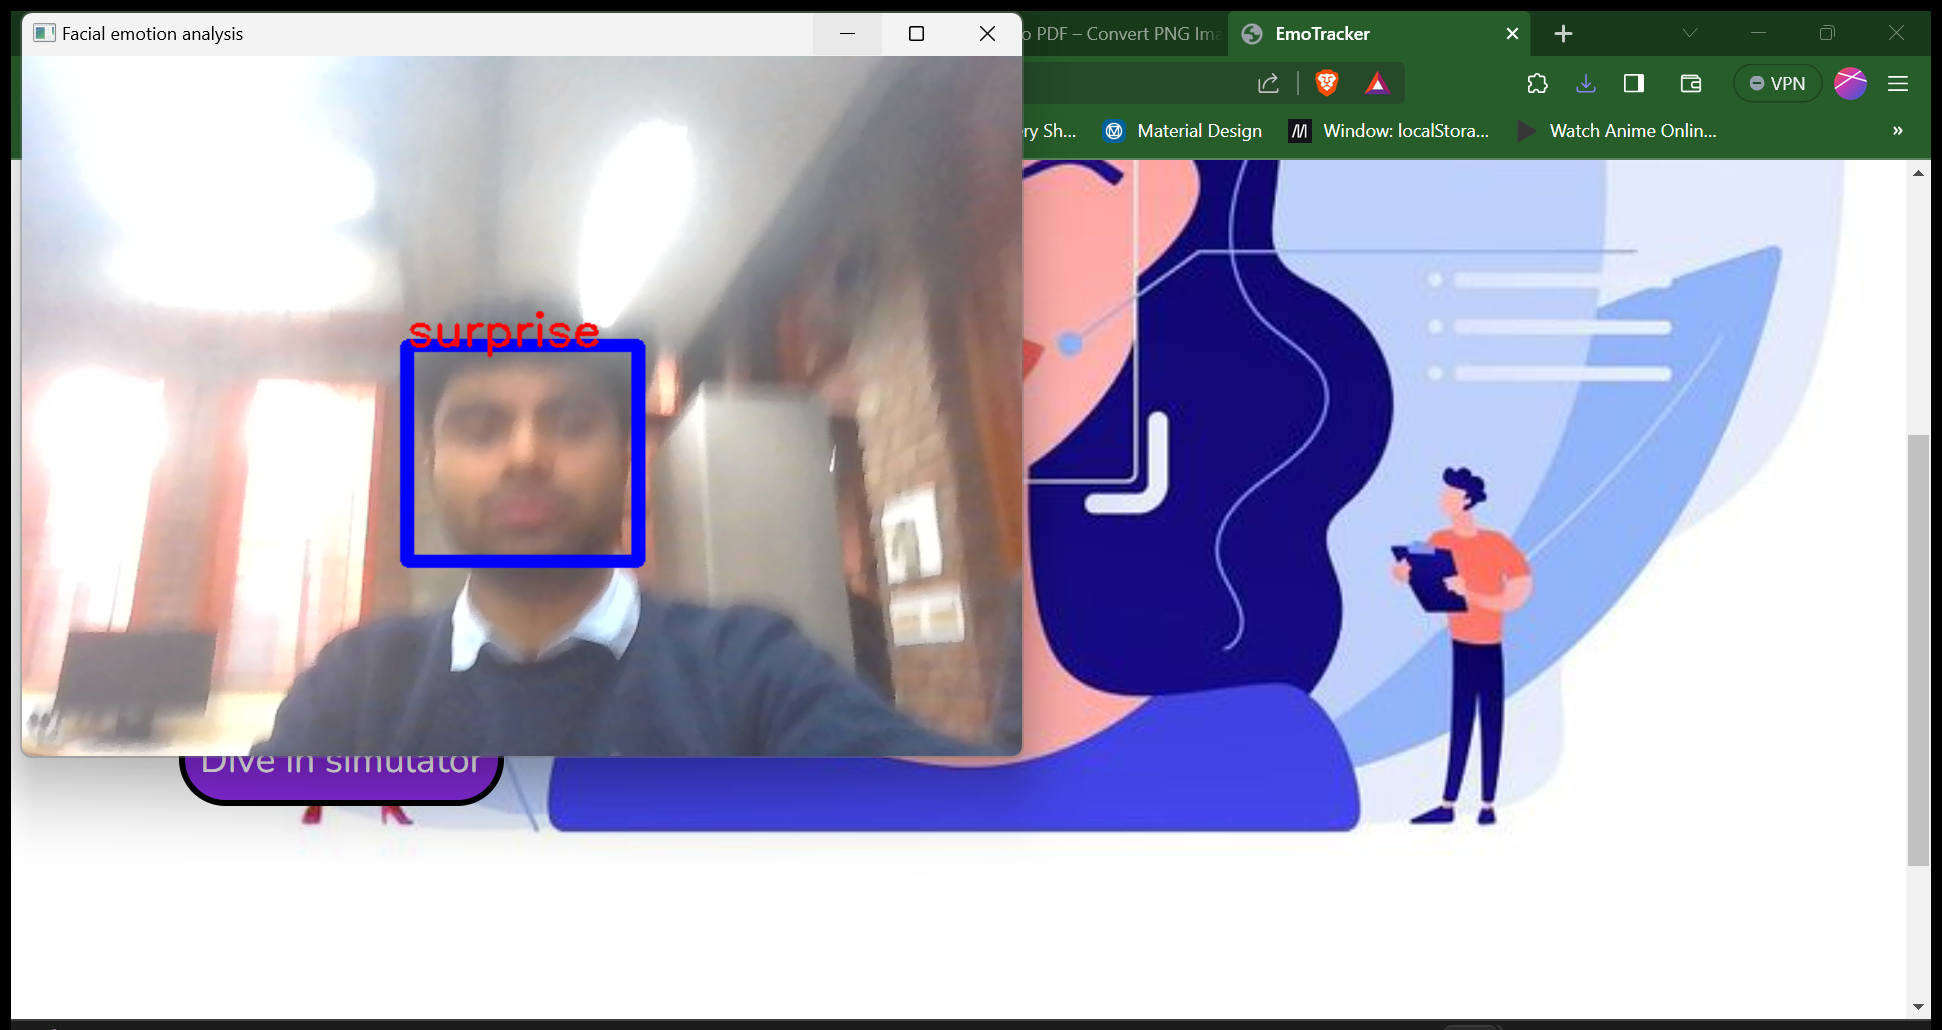 Facial emotion analysis
o PDF – Convert PNG Ima
EmoTracker
VPN
ry Sh...
Material Design
Window: localStora...
Watch Anime Onlin...
»
surprise
Dive in simulator